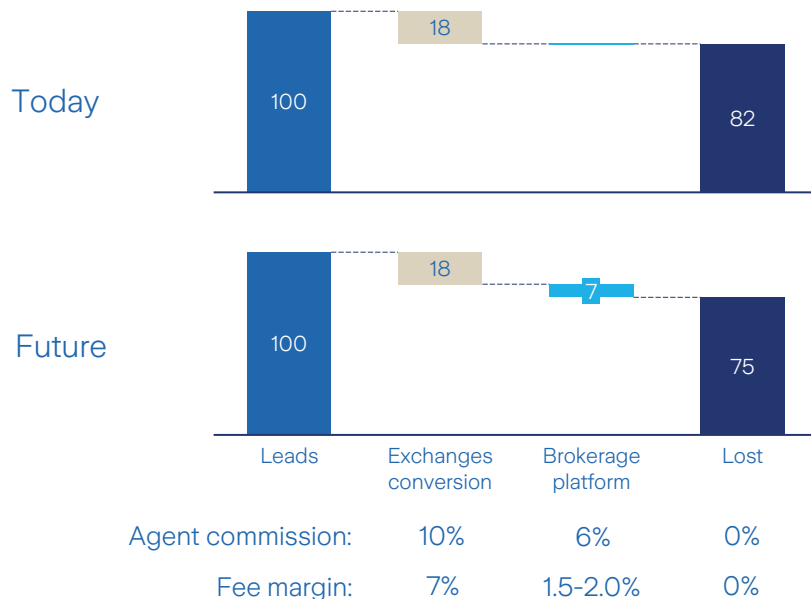 18
100
82
Today
18
7
100
75
Future
Leads
Exchanges
conversion
Brokerage
platform
Lost
Agent commission: 10% 6% 0%
Fee margin: 7% 1.5-2.0% 0%